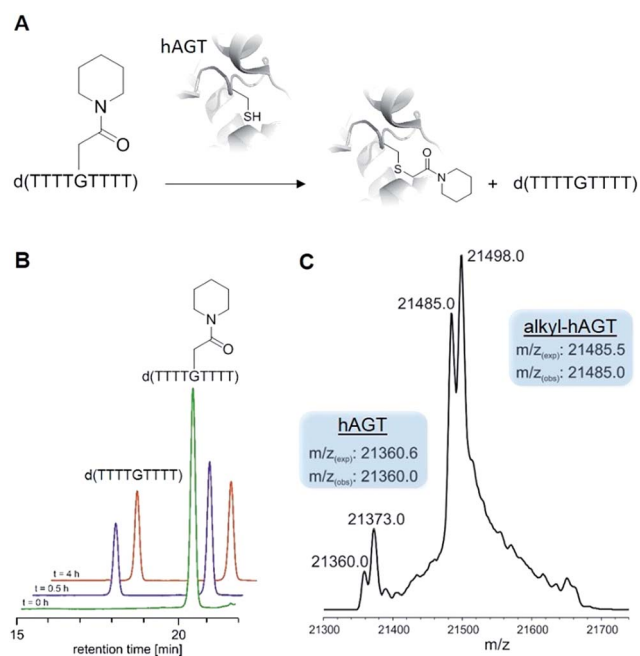 A
hAGT
N
O
SH
d(TTTTGTTTT)
O
S
N
+ d(TTTTGTTTT)
B
N
O
d(TTTTGTTTT)
d(TTTTGTTTT)
t = 4 h
t = 0.5 h
t = 0 h
15 20
retention time [min]
C
21498.0
21485.0
alkyl-hAGT
m/z(exp): 21485.5
m/z(obs): 21485.0
hAGT
m/z(exp): 21360.6
m/z(obs): 21360.0
21373.0
21360.0
21300 21400 21500 21600 21700
m/z